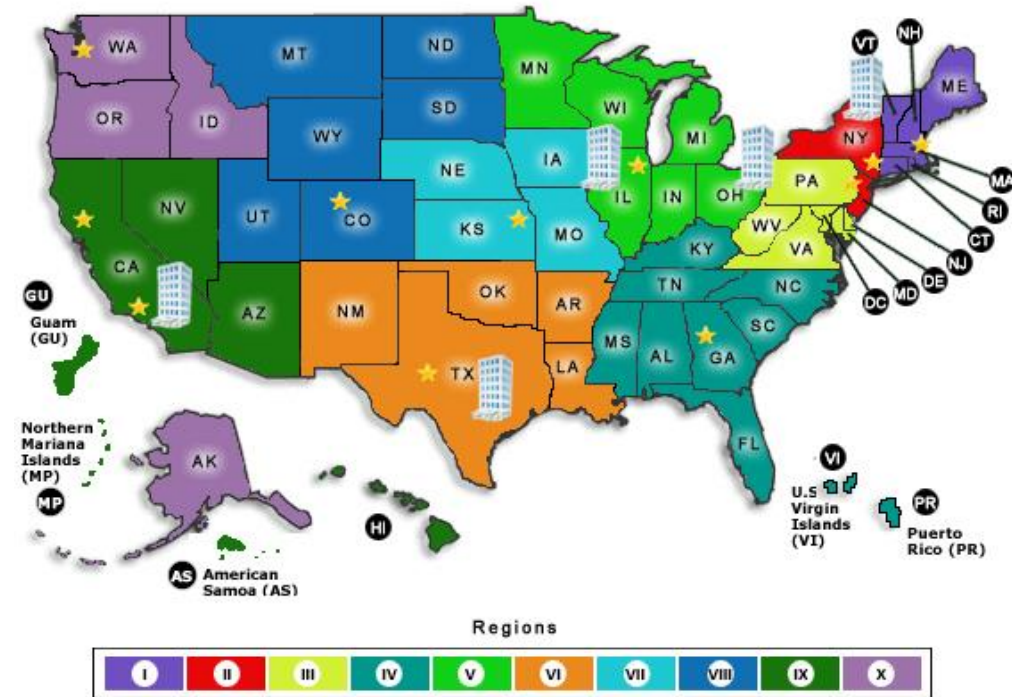 WA
MT
ND
MN
VT
NH
ME
OR
ID
SD
WI
MI
NY
WY
IA
NE
PA
MA
NV
UT
CO
IL
IN
OH
RI
KS
MO
WV
VA
CT
KY
NJ
CA
DE
MD
DC
GU
Guam
(GU)
AZ
NM
OK
AR
TN
NC
SC
MS
AL
GA
TX
LA
Northern
Mariana
Islands
(MP)
MP
AK
FL
HI
VI
U.S
Virgin
Islands
(VI)
PR
Puerto
Rico (PR)
AS
American
Samoa (AS)
Regions
I II III IV V VI VII VIII IX X